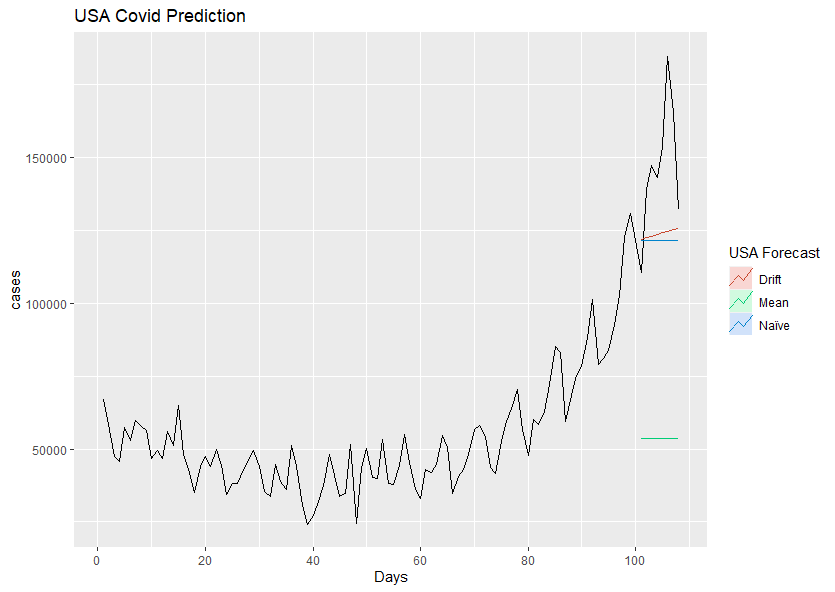 USA Covid Prediction
150000
100000
50000
cases
0 20 40 60 80 100
Days
USA Forecast
Drift
Mean
Naïve